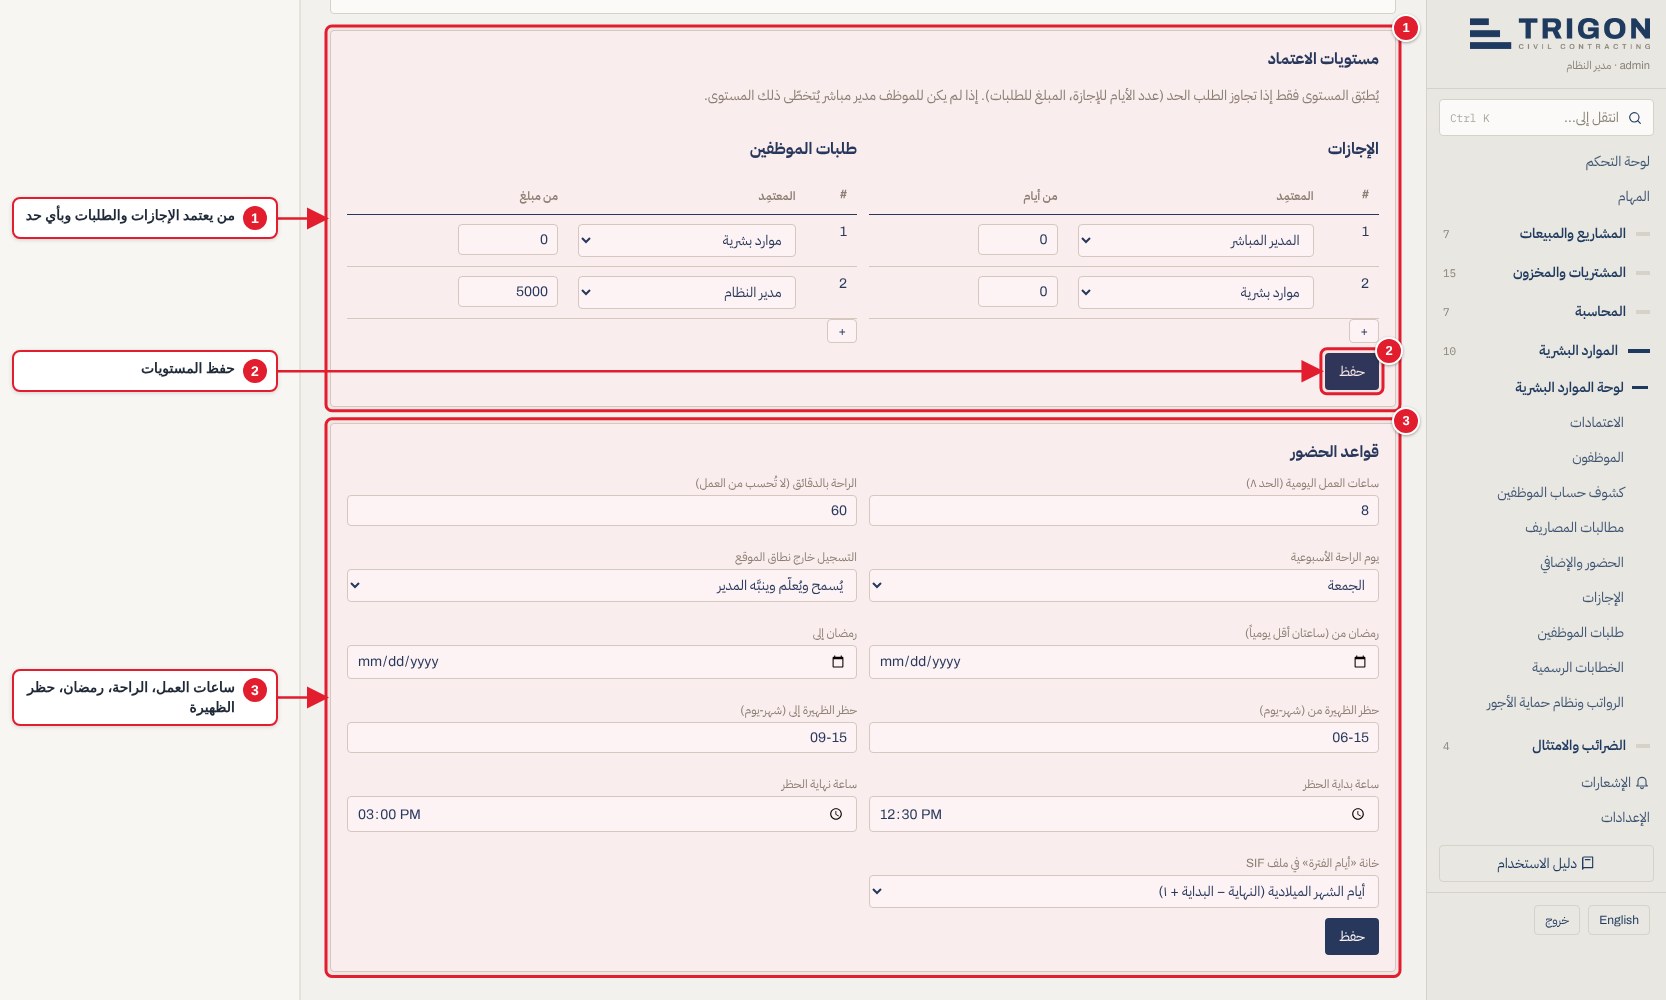 TRIGON
CIVIL CONTRACTING
admin · مدير النظام
انتقل إلى... Ctrl K
لوحة التحكم
المهام
المشاريع والمبيعات 7
المشتريات والمخزون 15
المحاسبة 7
الموارد البشرية 10
لوحة الموارد البشرية
الاعتمادات
الموظفون
كشوف حساب الموظفين
مطالبات المصاريف
الحضور والإضافي
الإجازات
طلبات الموظفين
الخطابات الرسمية
الرواتب ونظام حماية الأجور
الضرائب والامتثال 4
الإشعارات
الإعدادات
دليل الاستخدام
English خروج
1
مستويات الاعتماد
يُطبّق المستوى فقط إذا تجاوز الطلب الحد (عدد الأيام للإجازة، المبلغ للطلبات). إذا لم يكن للموظف مدير مباشر يُتخطّى ذلك المستوى.
الإجازات
# المعتمِد من أيام
1 المدير المباشر 0
2 موارد بشرية 0
+
طلبات الموظفين
# المعتمِد من مبلغ
1 موارد بشرية 0
2 مدير النظام 5000
+
2
حفظ
3
قواعد الحضور
ساعات العمل اليومية (الحد ٨) الراحة بالدقائق (لا تُحسب من العمل)
8 60
يوم الراحة الأسبوعية التسجيل خارج نطاق الموقع
الجمعة يُسمح ويُعلّم وينبَّه المدير
رمضان من (ساعتان أقل يومياً) رمضان إلى
mm/dd/yyyy mm/dd/yyyy
حظر الظهيرة من (شهر-يوم) حظر الظهيرة إلى (شهر-يوم)
06-15 09-15
ساعة بداية الحظر ساعة نهاية الحظر
12:30 PM 03:00 PM
خانة «أيام الفترة» في ملف SIF
أيام الشهر الميلادية (النهاية – البداية + ١)
حفظ
1 من يعتمد الإجازات والطلبات وبأي حد
2 حفظ المستويات
3 ساعات العمل، الراحة، رمضان، حظر
الظهيرة